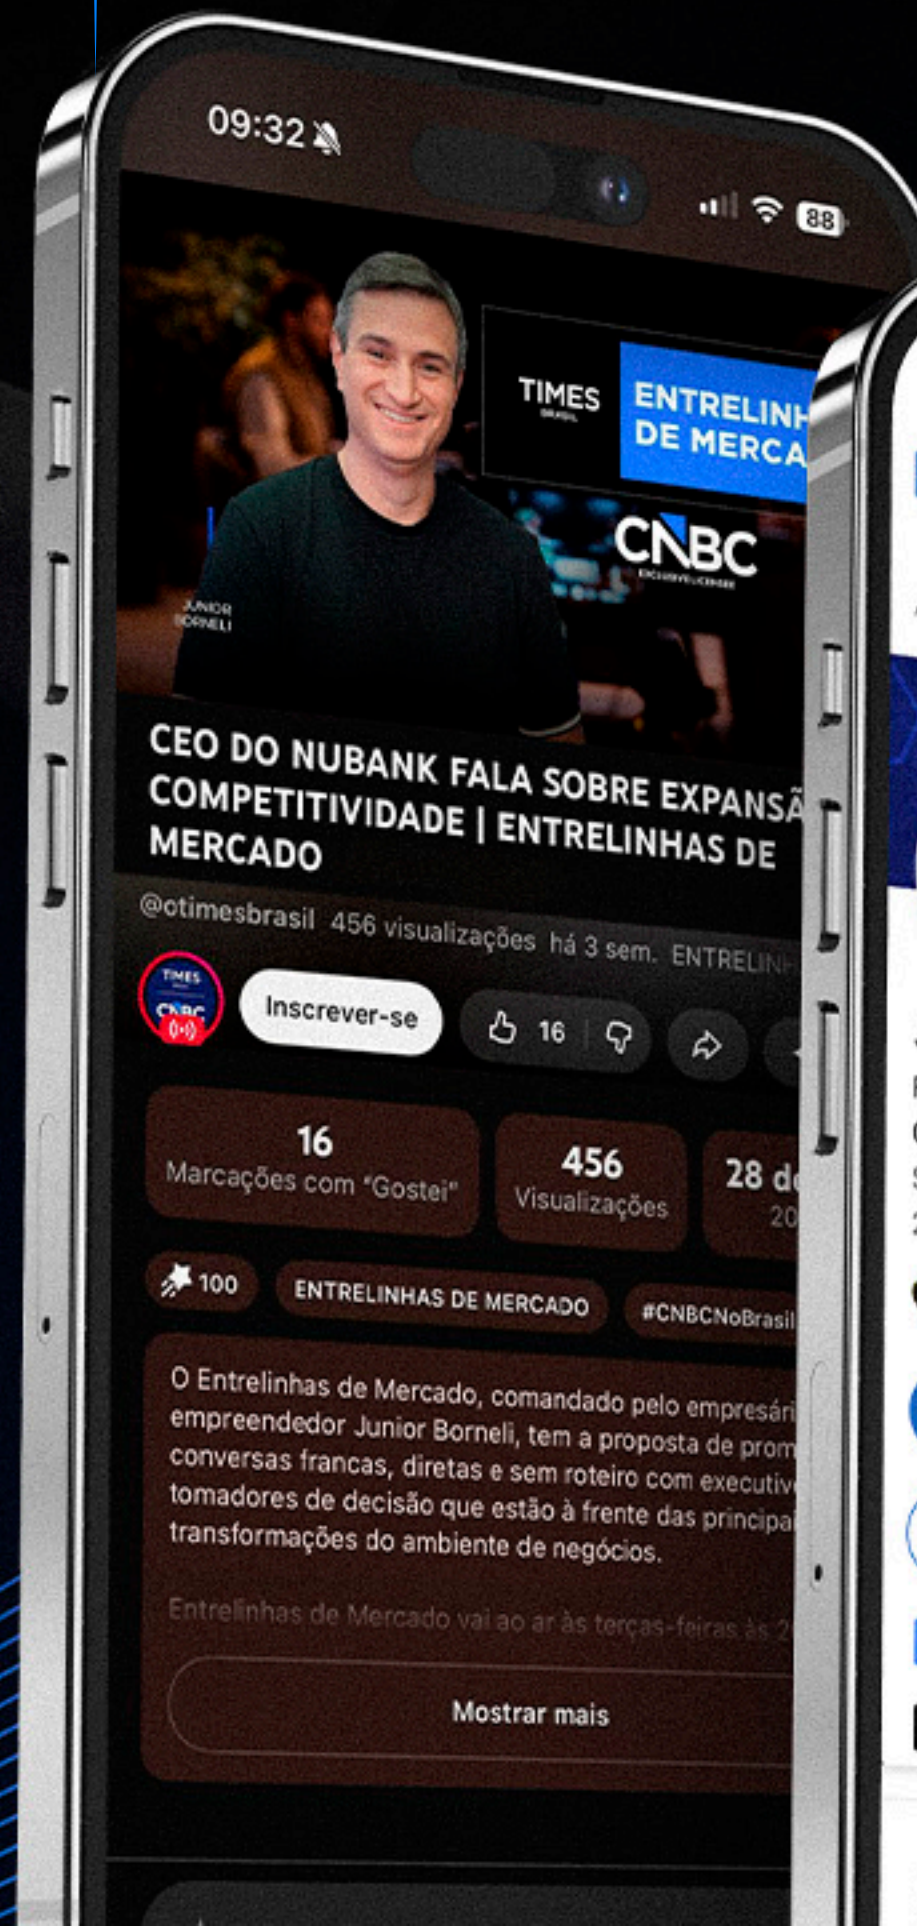 09:32
88
TIMES
BRASIL
ENTRELINH
DE MERCA
CNBC
EXCLUSIVE LICENSEE
JUNIOR
BORNELI
CEO DO NUBANK FALA SOBRE EXPANSÃ
COMPETITIVIDADE | ENTRELINHAS DE
MERCADO
@otimesbrasil 456 visualizações há 3 sem. ENTRELINH
TIMES
CNBC
Inscrever-se
16
16
Marcações com “Gostei”
456
Visualizações
28 de
20
100
ENTRELINHAS DE MERCADO
#CNBCNoBrasil
O Entrelinhas de Mercado, comandado pelo empresári
empreendedor Junior Borneli, tem a proposta de prom
conversas francas, diretas e sem roteiro com executiv
tomadores de decisão que estão à frente das principa
transformações do ambiente de negócios.
Entrelinhas de Mercado vai ao ar às terças-feiras às 2
Mostrar mais